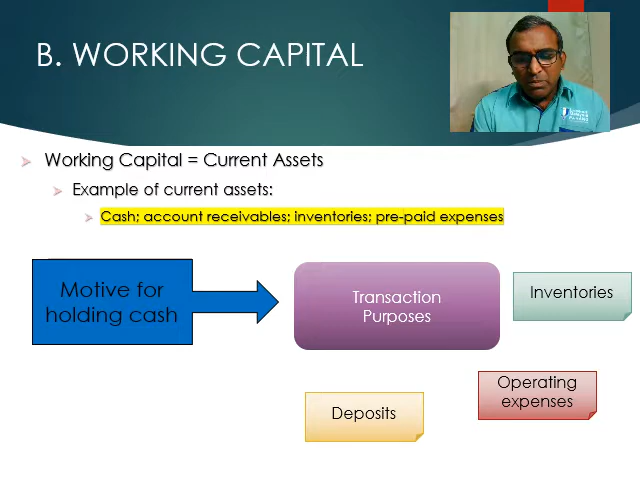 B. WORKING CAPITAL
Working Capital = Current Assets
Example of current assets:
Cash; account receivables; inventories; pre-paid expenses
Motive for
holding cash
Transaction
Purposes
Inventories
Operating
expenses
Deposits